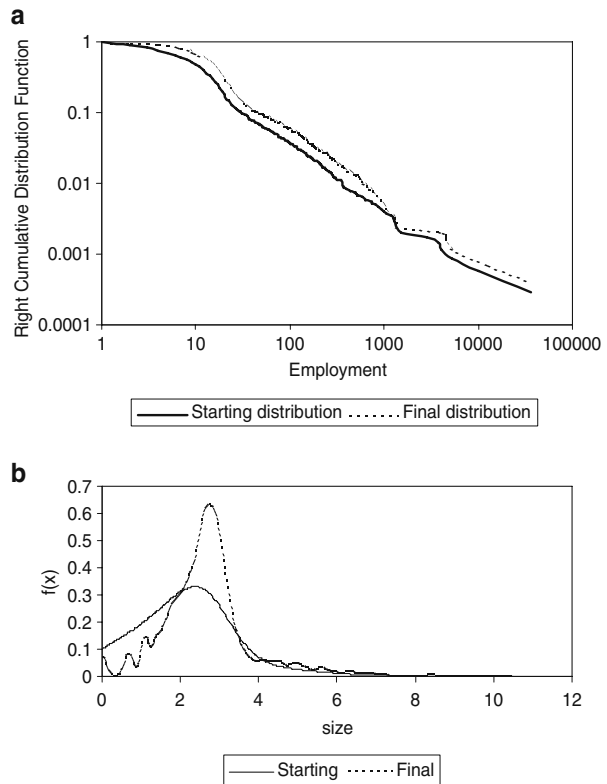 a
Right Cumulative Distribution Function
1
0.1
0.01
0.001
0.0001
1 10 100 1000 10000 100000
Employment
Starting distribution Final distribution
b
f(x)
0.7
0.6
0.5
0.4
0.3
0.2
0.1
0
0 2 4 6 8 10 12
size
Starting Final